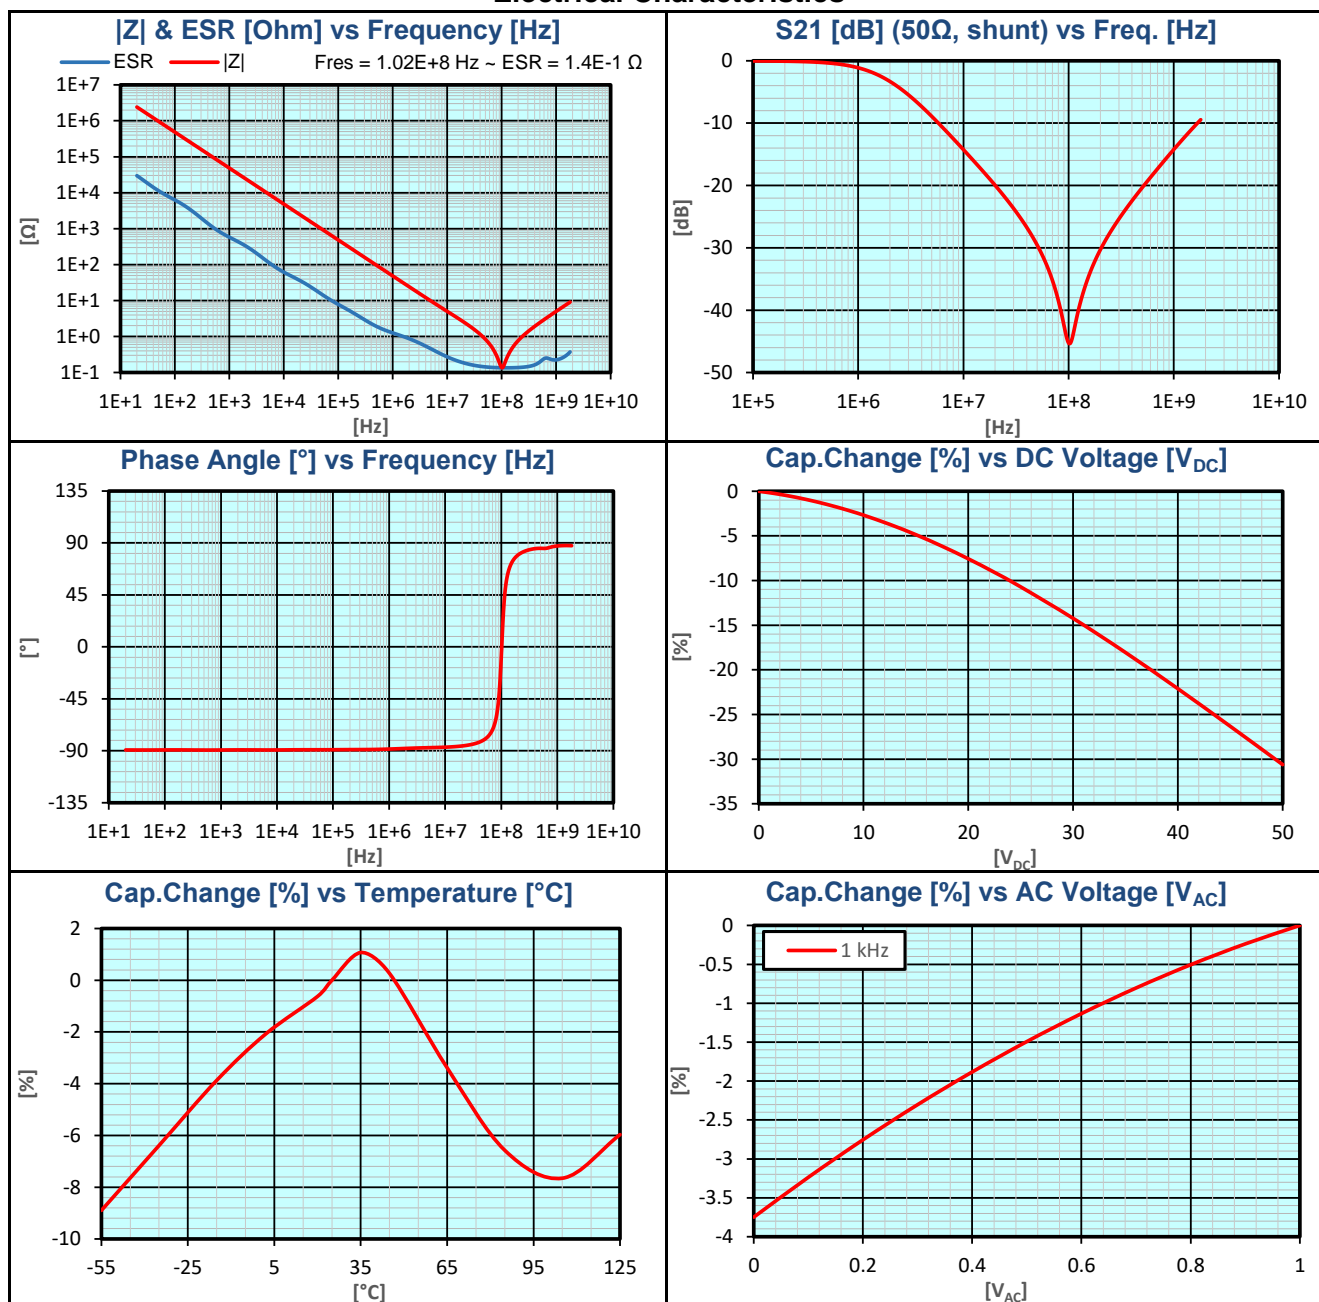 |Z| & ESR [Ohm] vs Frequency [Hz]
ESR |Z| Fres = 1.02E+8 Hz ~ ESR = 1.4E-1 Ω
1E+7
1E+6
1E+5
1E+4
1E+3
1E+2
1E+1
1E+0
1E-1
[Ω]
1E+1 1E+2 1E+3 1E+4 1E+5 1E+6 1E+7 1E+8 1E+9 1E+10
[Hz]
S21 [dB] (50Ω, shunt) vs Freq. [Hz]
0
-10
-20
-30
-40
-50
[dB]
1E+5 1E+6 1E+7 1E+8 1E+9 1E+10
[Hz]
Phase Angle [°] vs Frequency [Hz]
135
90
45
0
-45
-90
-135
[°]
1E+1 1E+2 1E+3 1E+4 1E+5 1E+6 1E+7 1E+8 1E+9 1E+10
[Hz]
Cap.Change [%] vs DC Voltage [VDC]
0
-5
-10
-15
-20
-25
-30
-35
[%]
0 10 20 30 40 50
[VDC]
Cap.Change [%] vs Temperature [°C]
2
0
-2
-4
-6
-8
-10
[%]
-55 -25 5 35 65 95 125
[°C]
Cap.Change [%] vs AC Voltage [VAC]
1 kHz
0
-0.5
-1
-1.5
-2
-2.5
-3
-3.5
-4
[%]
0 0.2 0.4 0.6 0.8 1
[VAC]